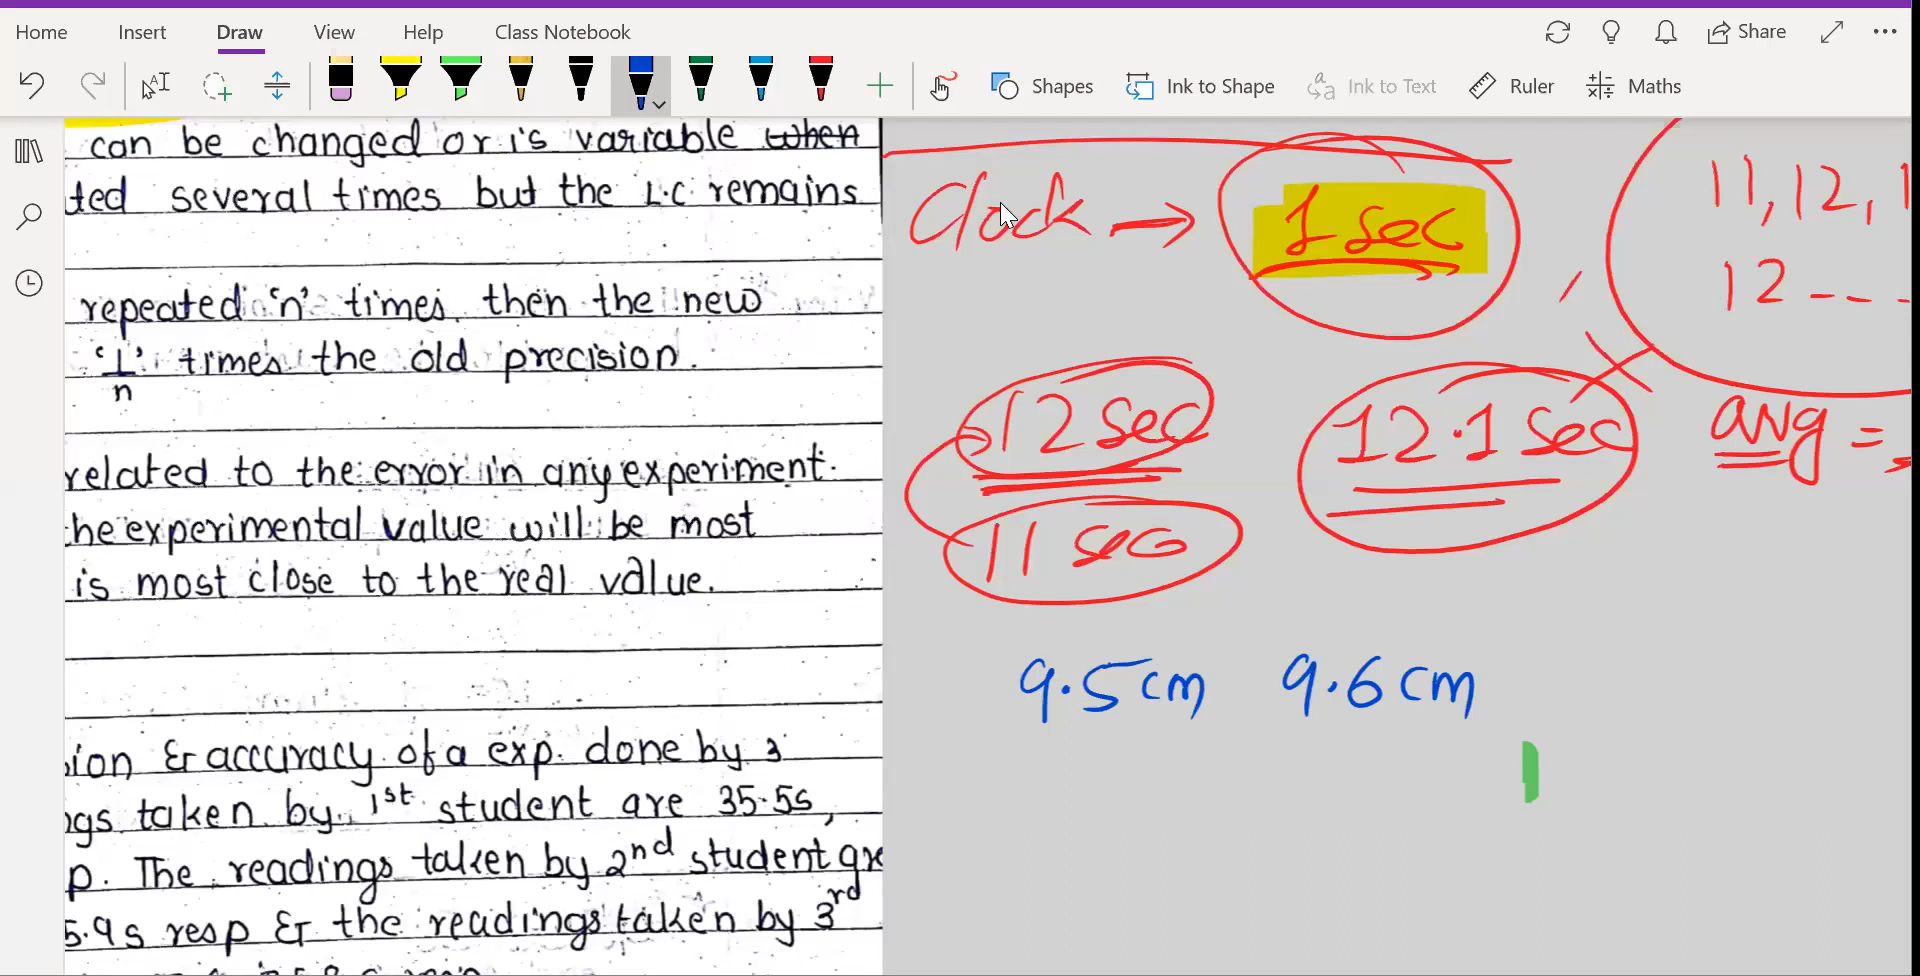 Home Insert Draw View Help Class Notebook Share
Shapes Ink to Shape Ink to Text Ruler Maths
can be changed or is variable when
ted several times but the L.C remains
repeated 'n' times, then the new
'1/n' times the old precision.
related to the error in any experiment.
he experimental value will be most
is most close to the real value.
ion & accuracy of a exp. done by 3
gs taken by 1st student are 35.5s,
p. The readings taken by 2nd student are
5.9s resp & the readings taken by 3rd
Clock → 1 sec
11, 12, 1
12 ---
12 sec 12.1 sec avg =
11 sec
9.5 cm 9.6 cm